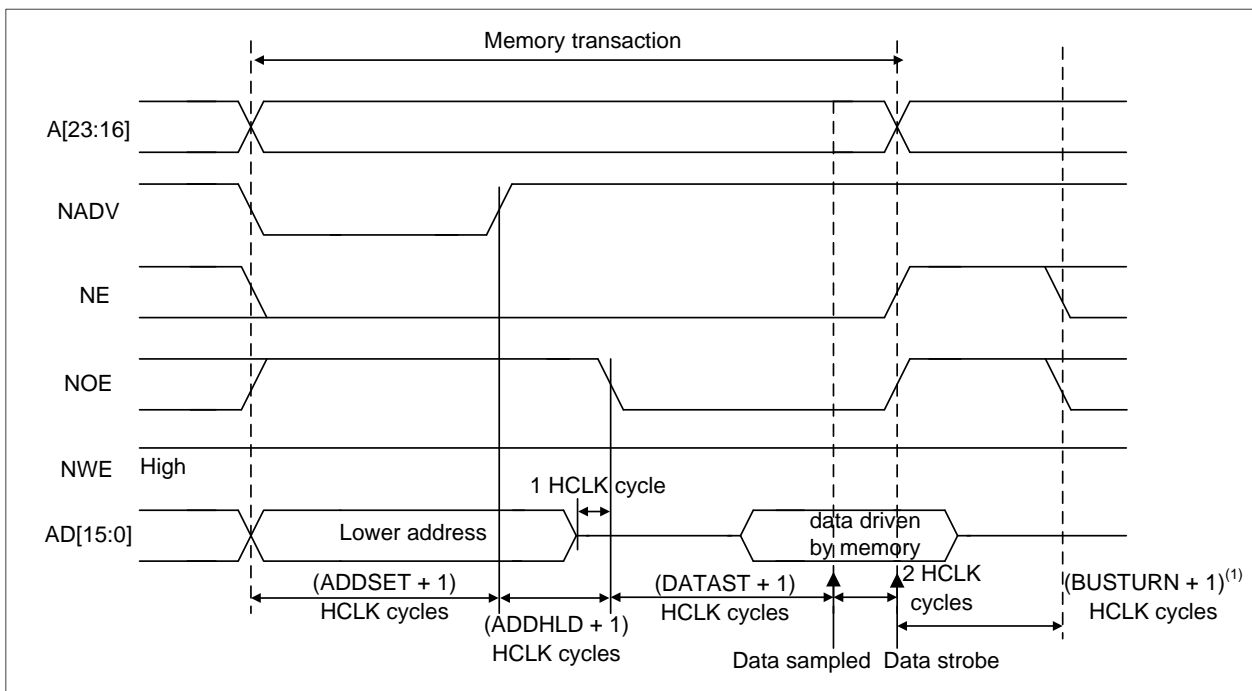 Memory transaction
A[23:16]
NADV
NE
NOE
NWE
High
1 HCLK cycle
AD[15:0]
Lower address
data driven
by memory
(ADDSET + 1)
HCLK cycles
(ADDHLD + 1)
HCLK cycles
(DATAST + 1)
HCLK cycles
2 HCLK
cycles
(BUSTURN + 1)(1)
HCLK cycles
Data sampled
Data strobe